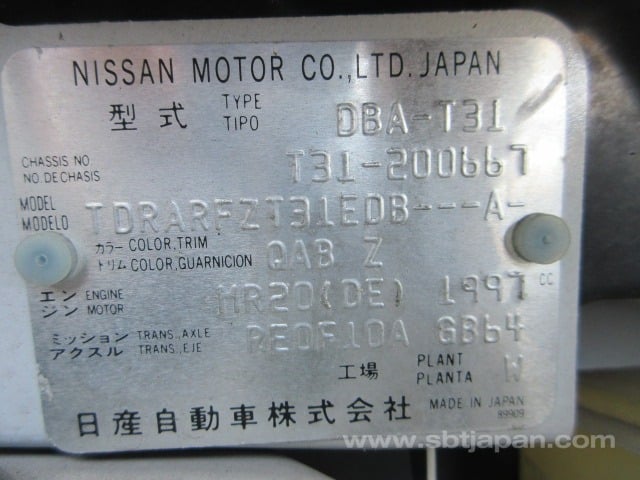 NISSAN MOTOR CO.,LTD. JAPAN
型式 TYPE TIPO DBA-T31
CHASSIS NO NO. DE CHASIS T31-200667
MODEL MODELO TDRARFZT31EDB---A-
カラー COLOR,TRIM トリム COLOR,GUARNICION QAB Z
エンジン ENGINE MOTOR MR20(DE) 1997 CC
ミッション TRANS.,AXLE アクスル TRANS.,EJE RE0F10A GB64
工場 PLANT PLANTA W
日産自動車株式会社 MADE IN JAPAN
89909
www.sbtjapan.com